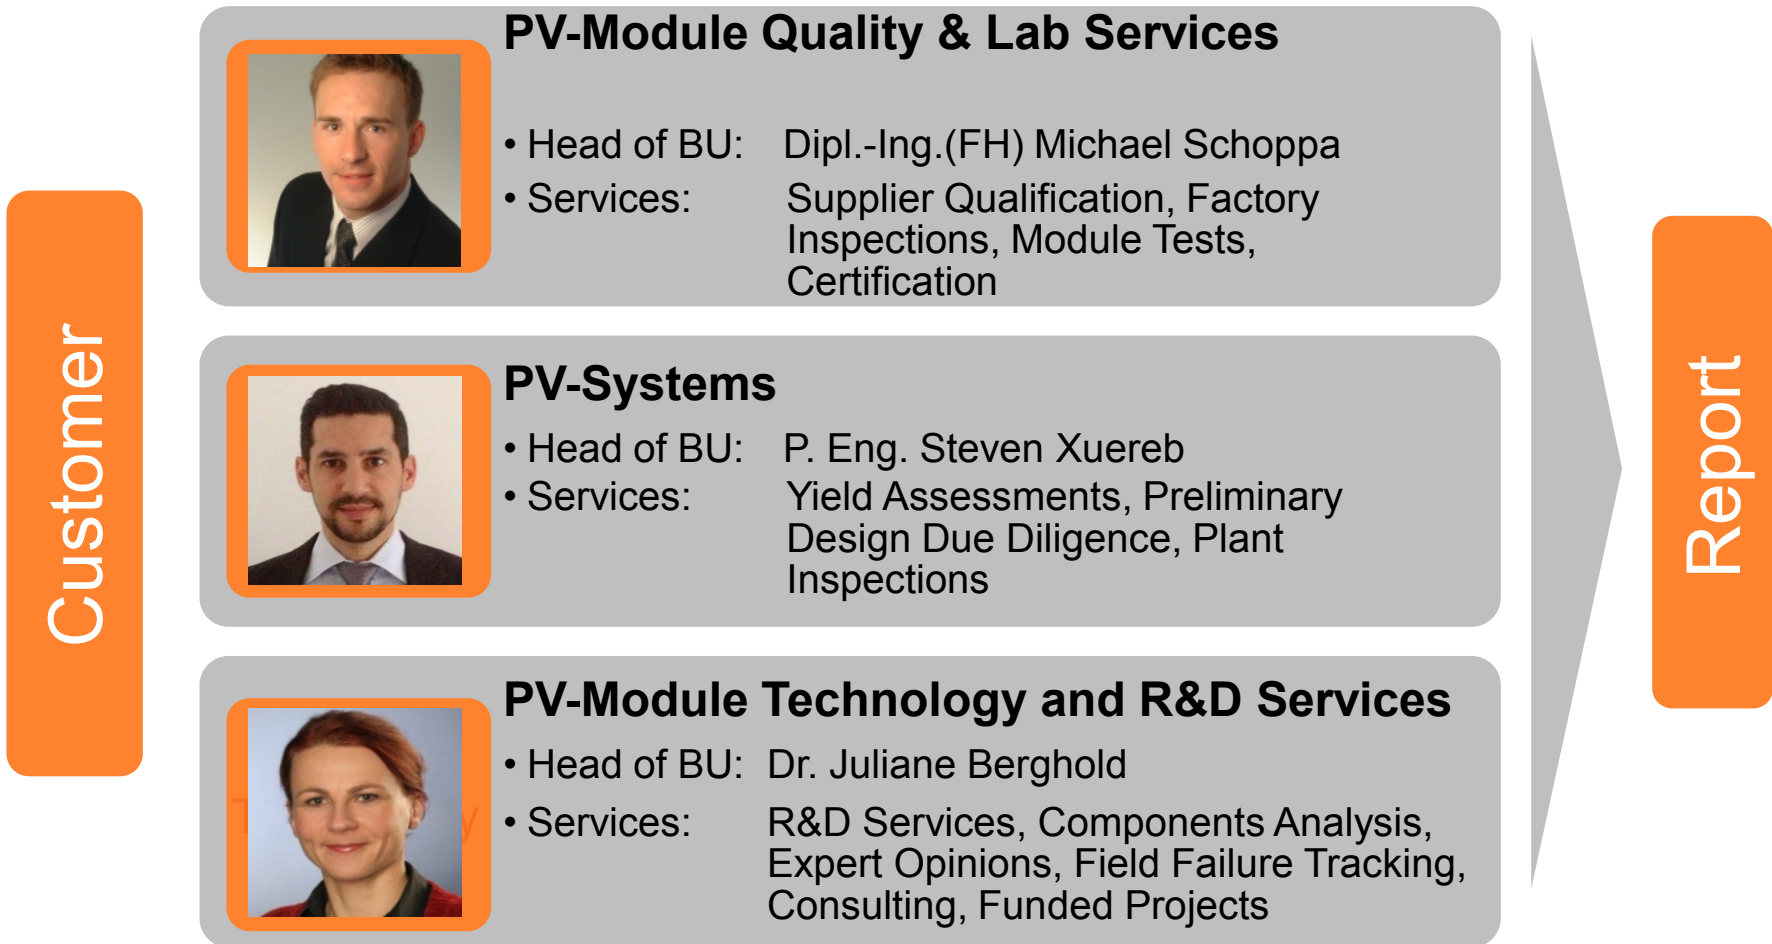 Customer
PV-Module Quality & Lab Services
• Head of BU: Dipl.-Ing.(FH) Michael Schoppa
• Services: Supplier Qualification, Factory
Inspections, Module Tests,
Certification
PV-Systems
• Head of BU: P. Eng. Steven Xuereb
• Services: Yield Assessments, Preliminary
Design Due Diligence, Plant
Inspections
PV-Module Technology and R&D Services
• Head of BU: Dr. Juliane Berghold
• Services: R&D Services, Components Analysis,
Expert Opinions, Field Failure Tracking,
Consulting, Funded Projects
Report